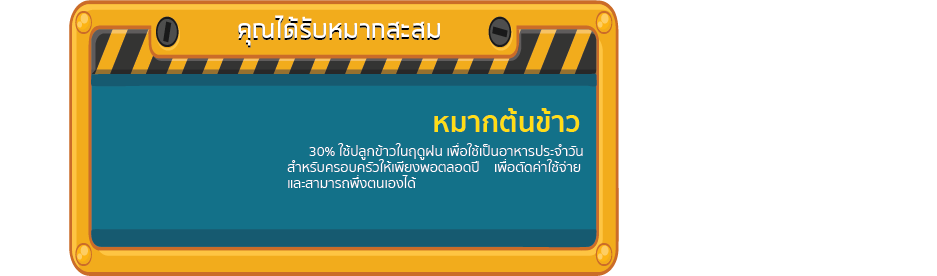 คุณได้รับหมากสะสม
หมากต้นข้าว
30% ใช้ปลูกข้าวในฤดูฝน เพื่อใช้เป็นอาหารประจำวัน
สำหรับครอบครัวให้เพียงพอตลอดปี เพื่อตัดค่าใช้จ่าย
และสามารถพึ่งตนเองได้